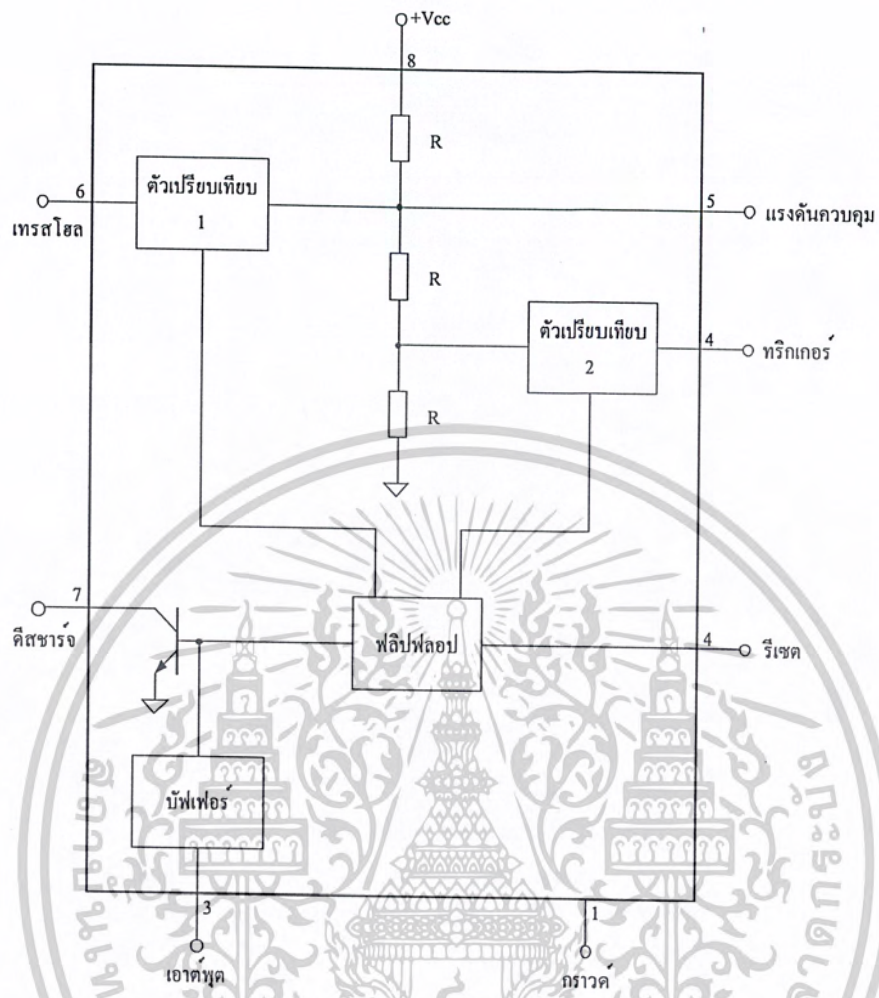 +Vcc
8
R
6
ตัวเปรียบเทียบ
1
5
แรงดันควบคุม
เทรสโฮล
R
ตัวเปรียบเทียบ
2
4
ทริกเกอร์
R
7
ดีสชาร์จ
ฟลิปฟลอป
4
รีเซต
บัฟเฟอร์
3
1
เอาต์พุต
กราวด์